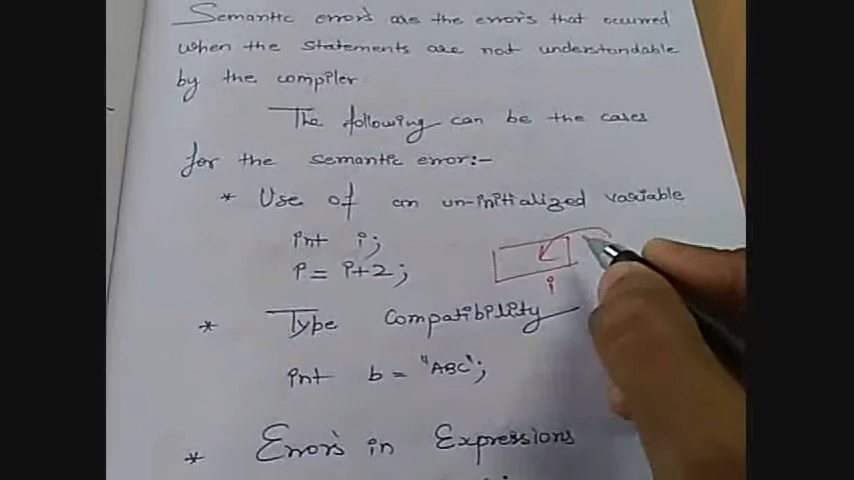 Semantic errors are the errors that ocurred
when the statements are not understandable
by the compiler
The following can be the cases
for the semantic error:-
* Use of an un-initialized variable
int i;
i = i+2;
i
* Type Compatibility
int b = "ABC";
* Errors in Expressions